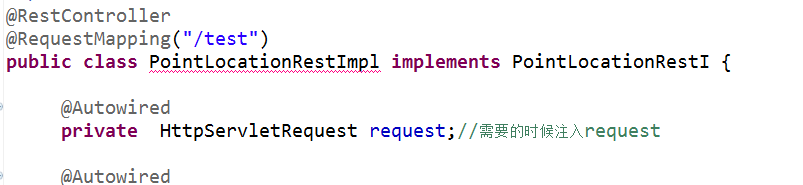 @RestController
@RequestMapping("/test")
public class PointLocationRestImpl implements PointLocationRestI {
@Autowired
private HttpServletRequest request;//需要的时候注入request
@Autowired